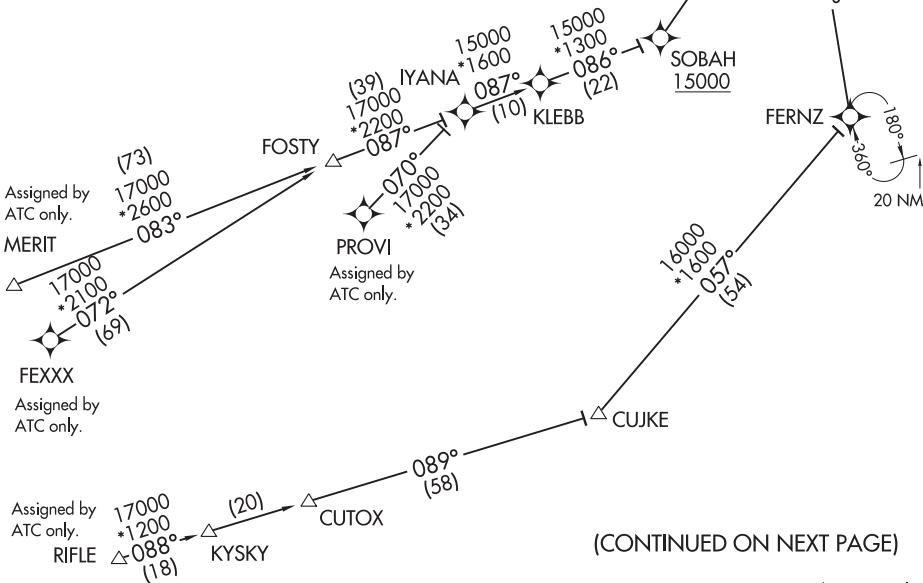 15000
*1300
086°
(22)
SOBAH
15000
15000
*1600
087°
(10)
IYANA
KLEBB
(39)
17000
*2200
087°
FOSTY
FERNZ
180°
360°
20 NM
(73)
17000
*2600
083°
Assigned by
ATC only.
MERIT
070°
17000
*2200
(34)
PROVI
Assigned by
ATC only.
17000
*2100
072°
(69)
FEXXX
Assigned by
ATC only.
16000
*1600
057°
(54)
CUJKE
089°
(58)
CUTOX
(20)
KYSKY
Assigned by
ATC only.
RIFLE
17000
*1200
088°
(18)
(CONTINUED ON NEXT PAGE)